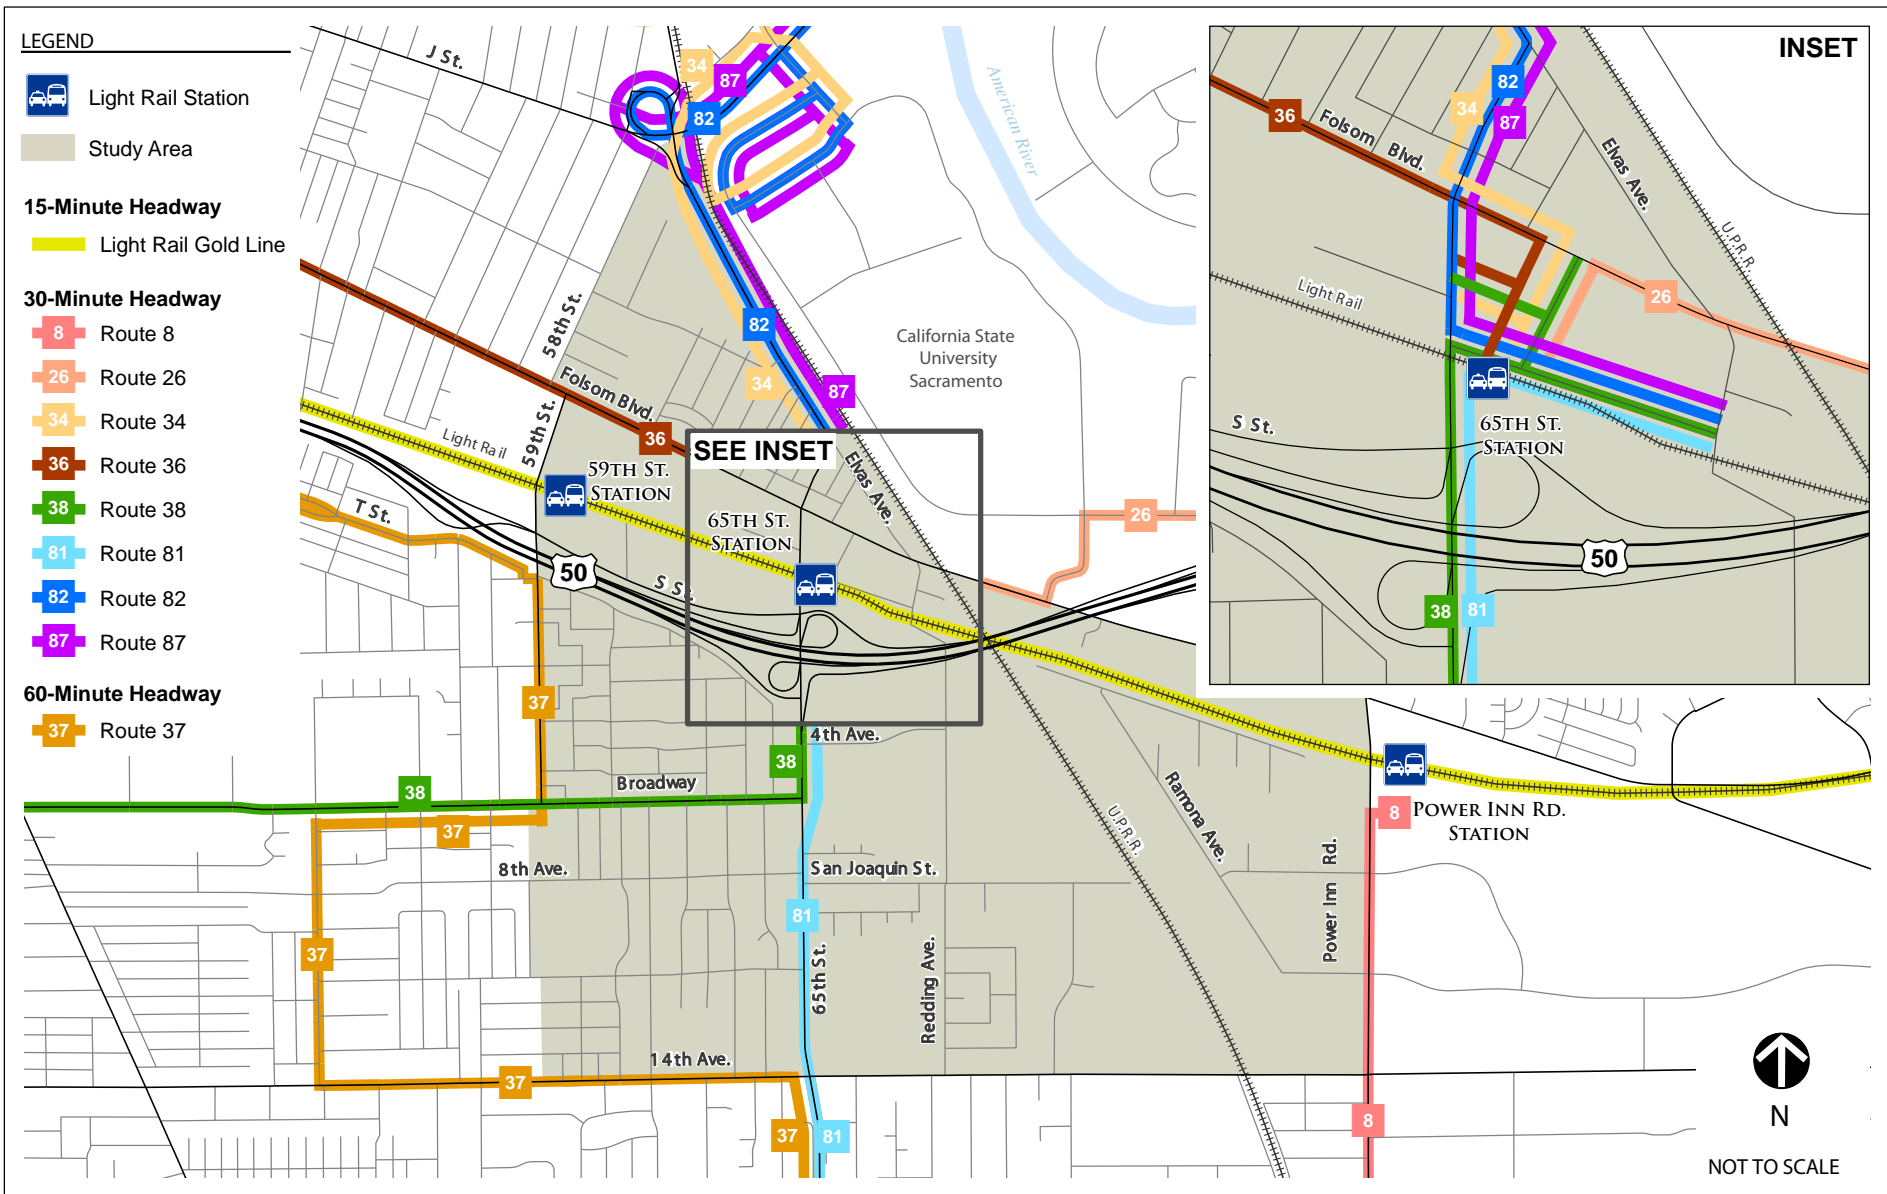 LEGEND
Light Rail Station
Study Area
15-Minute Headway
Light Rail Gold Line
30-Minute Headway
8 Route 8
26 Route 26
34 Route 34
36 Route 36
38 Route 38
81 Route 81
82 Route 82
87 Route 87
60-Minute Headway
37 Route 37
J St.
34
87
82
American River
58th St.
82
34
87
California State
University
Sacramento
Folsom Blvd.
36
59th St.
Light Rail
SEE INSET
Elvas Ave.
59TH ST.
STATION
65TH ST.
STATION
T St.
50
S St.
26
37
4th Ave.
38
Broadway
38
37
8th Ave.
San Joaquin St.
81
37
65th St.
Redding Ave.
14th Ave.
37
37
81
U.P.R.R.
Ramona Ave.
Power Inn Rd.
8
POWER INN RD.
STATION
8
INSET
82
34
87
36
Folsom Blvd.
Elvas Ave.
U.P.R.R.
26
Light Rail
65TH ST.
STATION
S St.
50
38
81
N
NOT TO SCALE